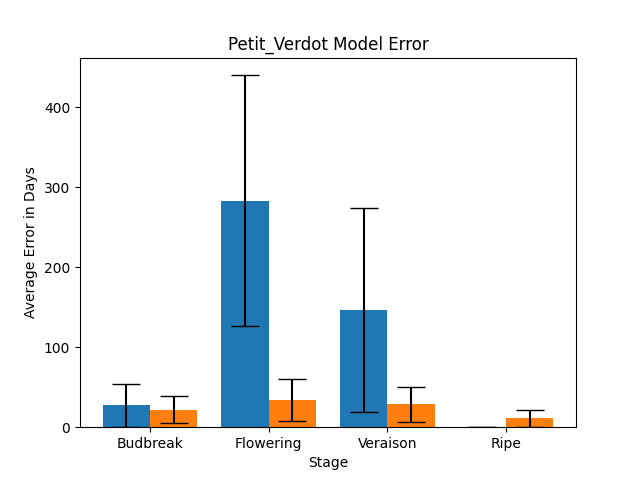 Petit_Verdot Model Error
Average Error in Days
400
300
200
100
0
Budbreak Flowering Veraison Ripe
Stage